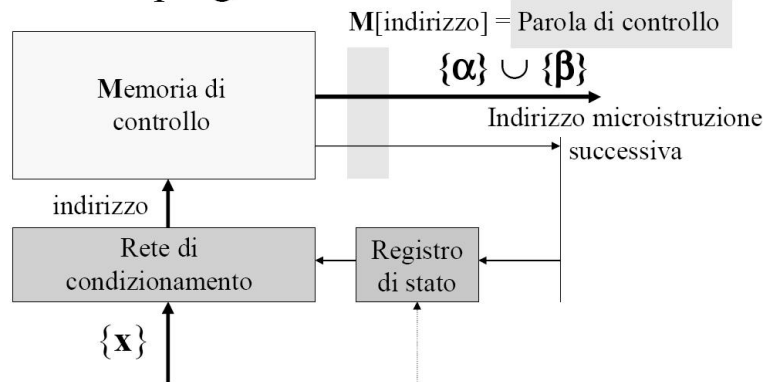 M[indirizzo] = Parola di controllo
{α} ∪ {β}
Memoria di
controllo
Indirizzo microistruzione
successiva
indirizzo
Rete di
condizionamento
Registro
di stato
{x}